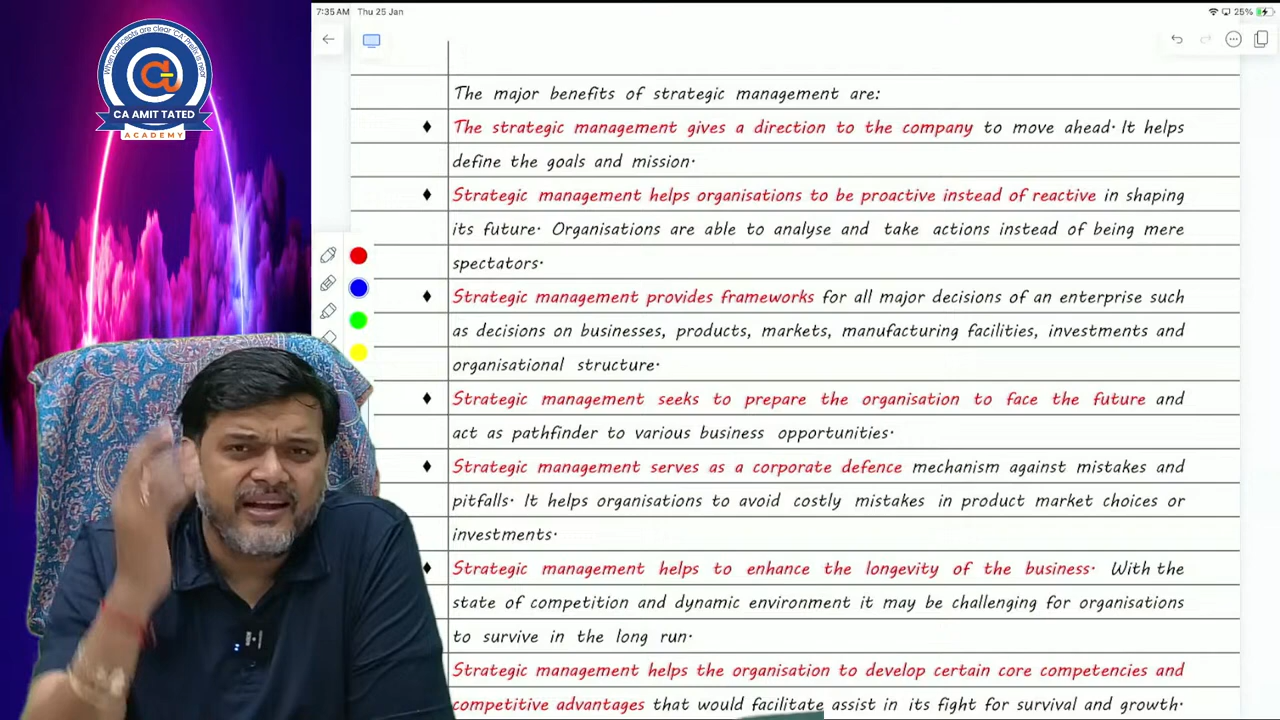 7:35 AM Thu 25 Jan 25%
When concepts are clear 'CA' Prefix is near
CA AMIT TATED
ACADEMY
The major benefits of strategic management are:
♦ The strategic management gives a direction to the company to move ahead. It helps
define the goals and mission.
♦ Strategic management helps organisations to be proactive instead of reactive in shaping
its future. Organisations are able to analyse and take actions instead of being mere
spectators.
♦ Strategic management provides frameworks for all major decisions of an enterprise such
as decisions on businesses, products, markets, manufacturing facilities, investments and
organisational structure.
♦ Strategic management seeks to prepare the organisation to face the future and
act as pathfinder to various business opportunities.
♦ Strategic management serves as a corporate defence mechanism against mistakes and
pitfalls. It helps organisations to avoid costly mistakes in product market choices or
investments.
♦ Strategic management helps to enhance the longevity of the business. With the
state of competition and dynamic environment it may be challenging for organisations
to survive in the long run.
Strategic management helps the organisation to develop certain core competencies and
competitive advantages that would facilitate assist in its fight for survival and growth.